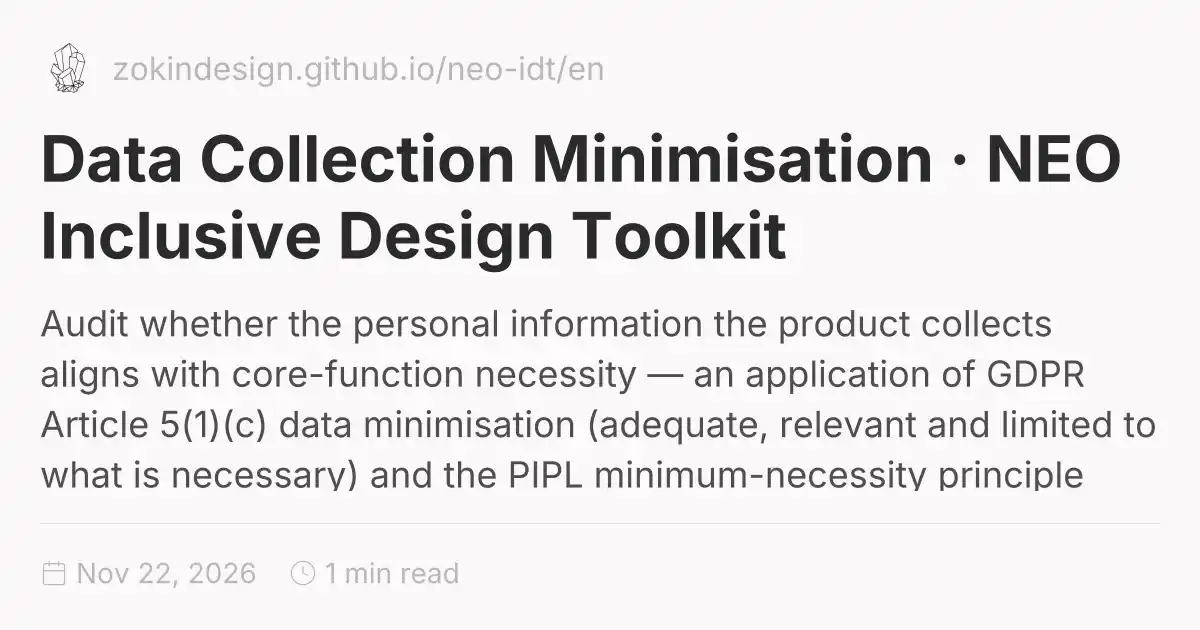 zokindesign.github.io/neo-idt/en
Data Collection Minimisation · NEO
Inclusive Design Toolkit
Audit whether the personal information the product collects
aligns with core-function necessity — an application of GDPR
Article 5(1)(c) data minimisation (adequate, relevant and limited to
what is necessary) and the PIPL minimum-necessity principle
Nov 22, 2026 1 min read